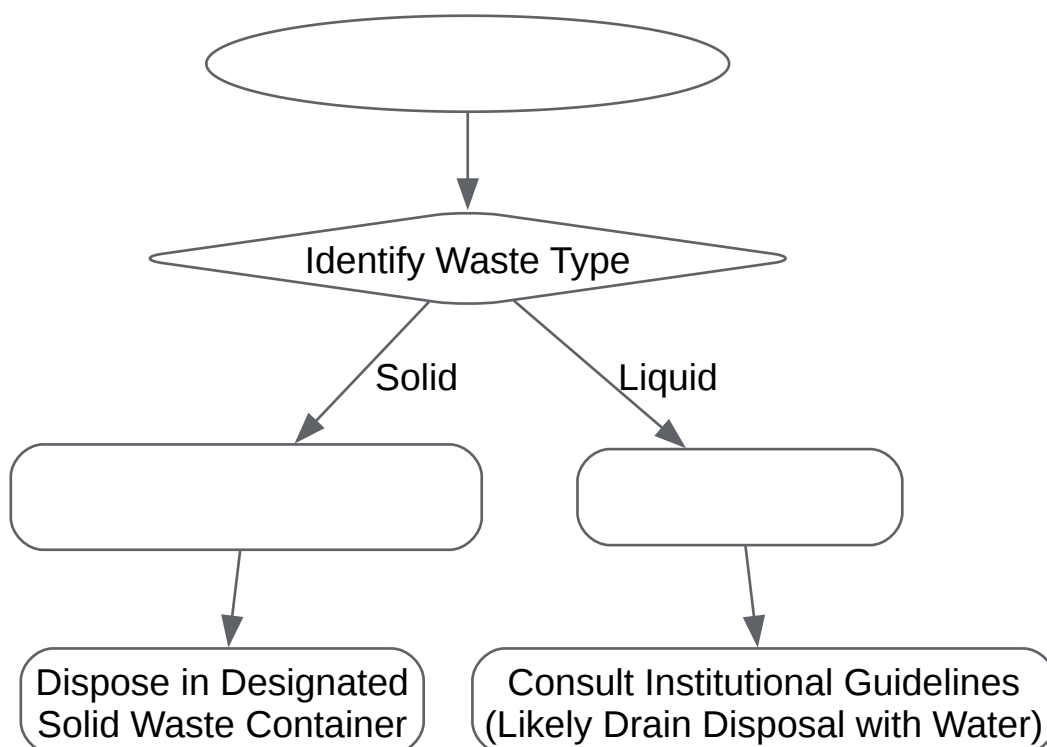 Identify Waste Type
Solid
Liquid
Dispose in Designated
Solid Waste Container
Consult Institutional Guidelines
(Likely Drain Disposal with Water)